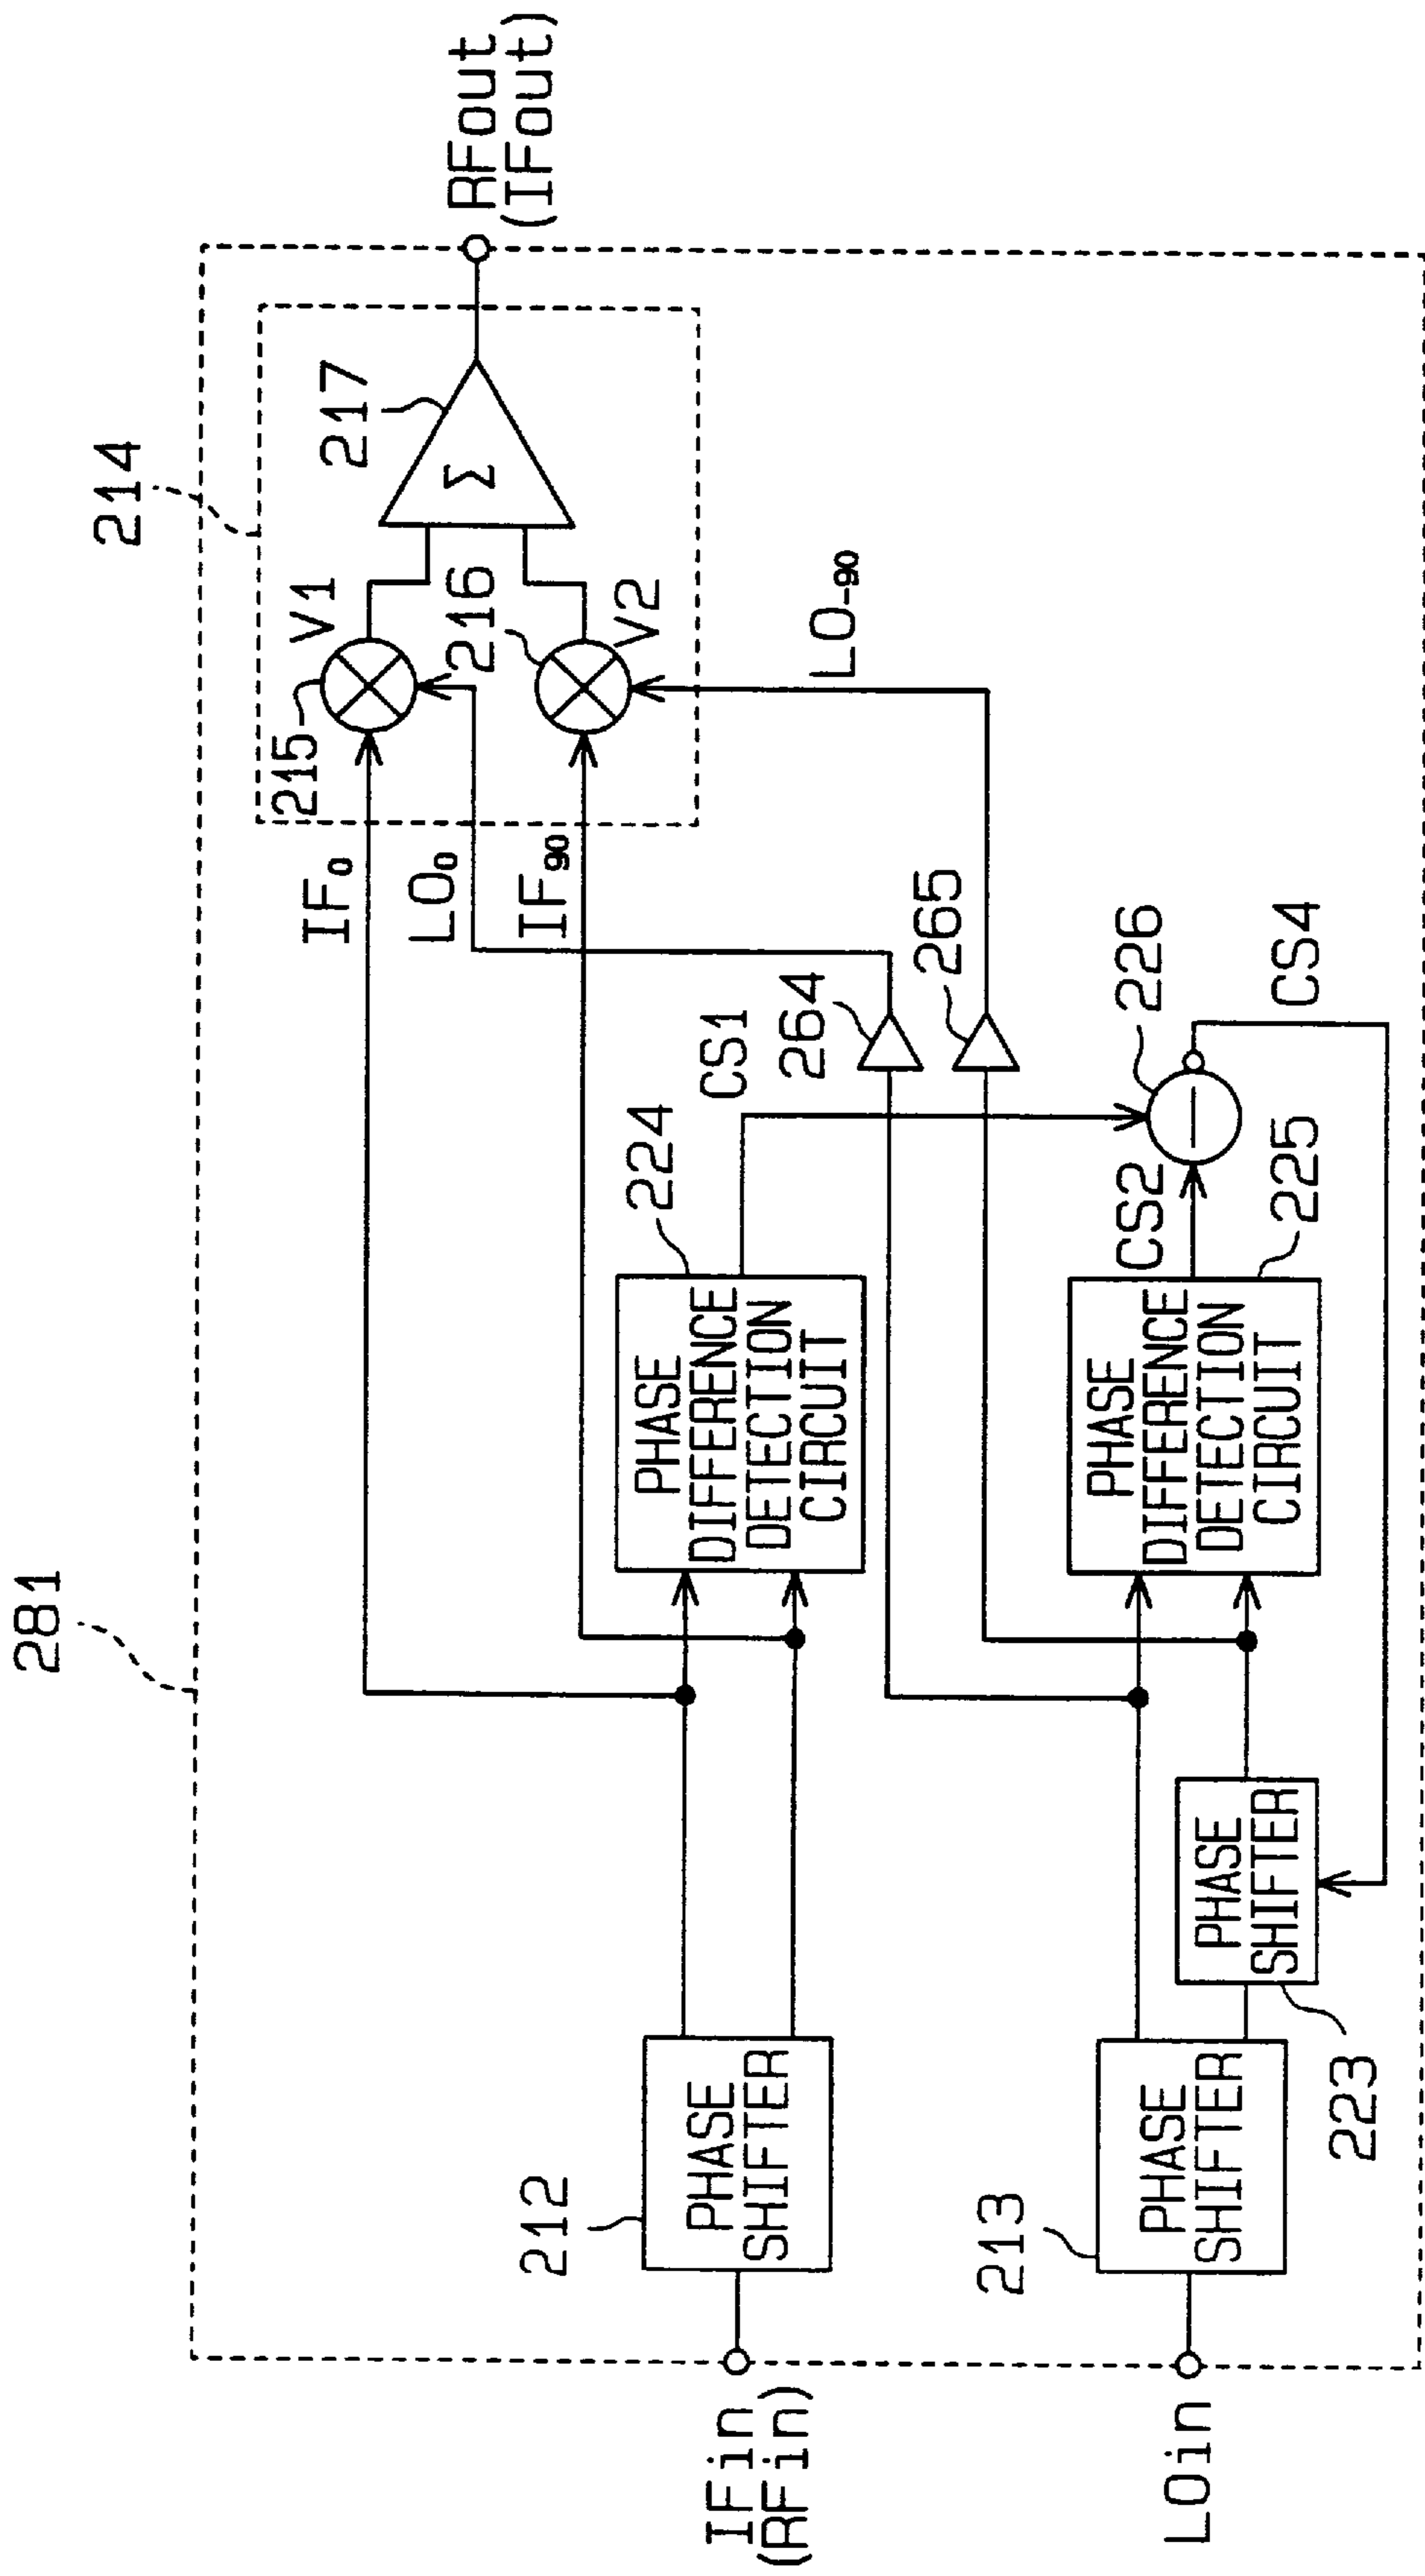 281
214
IFin
(RFin)
212
PHASE
SHIFTER
IF0
LO0
IF90
215
V1
216
V2
217
Σ
RFout
(IFout)
224
PHASE
DIFFERENCE
DETECTION
CIRCUIT
CS1
264
265
LO-90
LOin
213
PHASE
SHIFTER
223
PHASE
SHIFTER
PHASE
DIFFERENCE
DETECTION
CIRCUIT
225
CS2
226
CS4